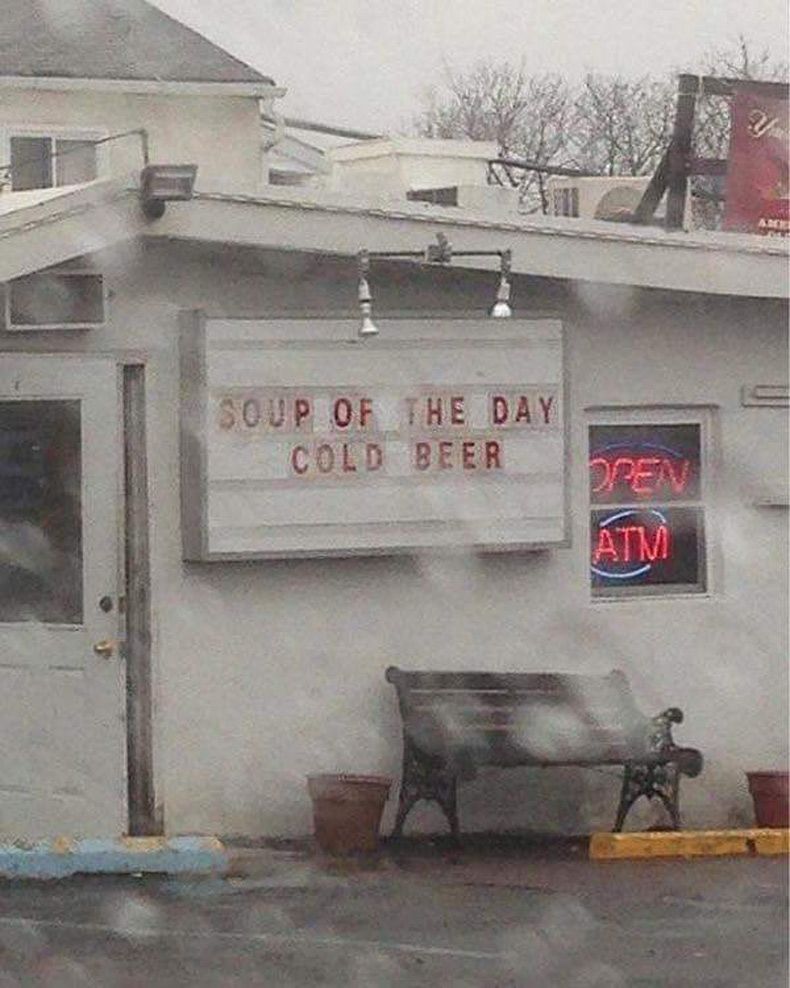 SOUP OF THE DAY
COLD BEER
OPEN
ATM